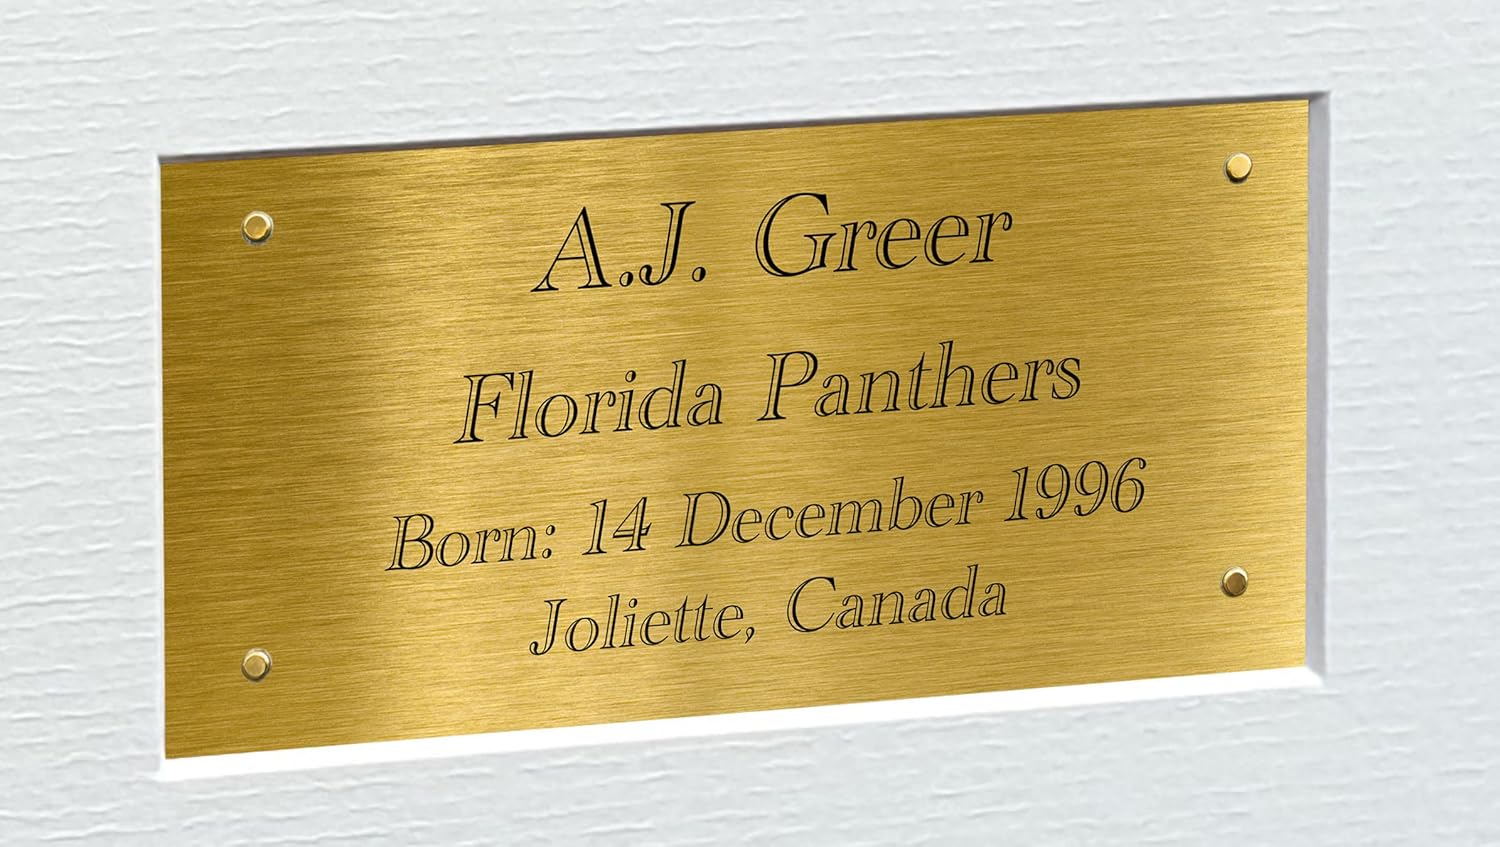 A.J. Greer
Florida Panthers
Born: 14 December 1996
Joliette, Canada